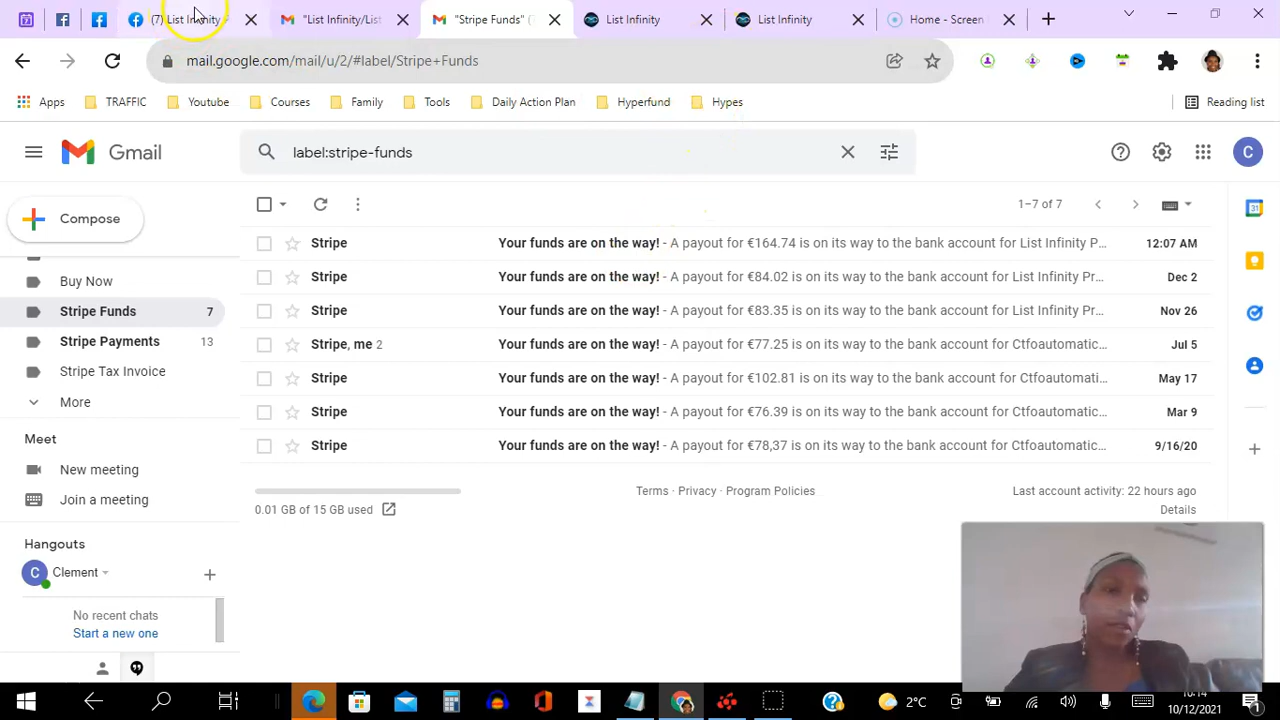 (7) List Infinity
"List Infinity/List
"Stripe Funds" (
List Infinity
List Infinity
Home - Screen
mail.google.com/mail/u/2/#label/Stripe+Funds
Apps TRAFFIC Youtube Courses Family Tools Daily Action Plan Hyperfund Hypes Reading list
Gmail
label:stripe-funds
C
Compose
1–7 of 7
31
Buy Now
Stripe Funds 7
Stripe Payments 13
Stripe Tax Invoice
More
Stripe Your funds are on the way! - A payout for €164.74 is on its way to the bank account for List Infinity P... 12:07 AM
Stripe Your funds are on the way! - A payout for €84.02 is on its way to the bank account for List Infinity Pr... Dec 2
Stripe Your funds are on the way! - A payout for €83.35 is on its way to the bank account for List Infinity Pr... Nov 26
Stripe, me 2 Your funds are on the way! - A payout for €77.25 is on its way to the bank account for Ctfoautomatic... Jul 5
Stripe Your funds are on the way! - A payout for €102.81 is on its way to the bank account for Ctfoautomati... May 17
Stripe Your funds are on the way! - A payout for €76.39 is on its way to the bank account for Ctfoautomatic... Mar 9
Stripe Your funds are on the way! - A payout for €78,37 is on its way to the bank account for Ctfoautomatic... 9/16/20
Meet
New meeting
Join a meeting
Terms · Privacy · Program Policies
Last account activity: 22 hours ago
0.01 GB of 15 GB used
Details
Hangouts
C Clement
No recent chats
Start a new one
2°C
10:14
10/12/2021